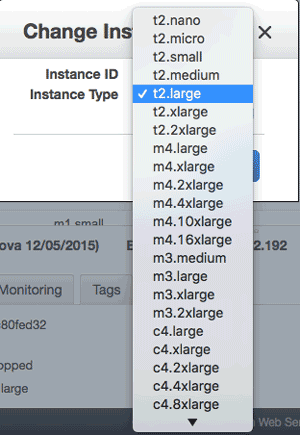 Change Ins
Instance ID
Instance Type
t2.nano
t2.micro
t2.small
t2.medium
✓ t2.large
t2.xlarge
t2.2xlarge
m4.large
m4.xlarge
m4.2xlarge
m4.4xlarge
m4.10xlarge
m4.16xlarge
m3.medium
m3.large
m3.xlarge
m3.2xlarge
c4.large
c4.xlarge
c4.2xlarge
c4.4xlarge
c4.8xlarge
m1.small
ova 12/05/2015)
E
2.192
Monitoring
Tags
80fed32
opped
large
Web Se